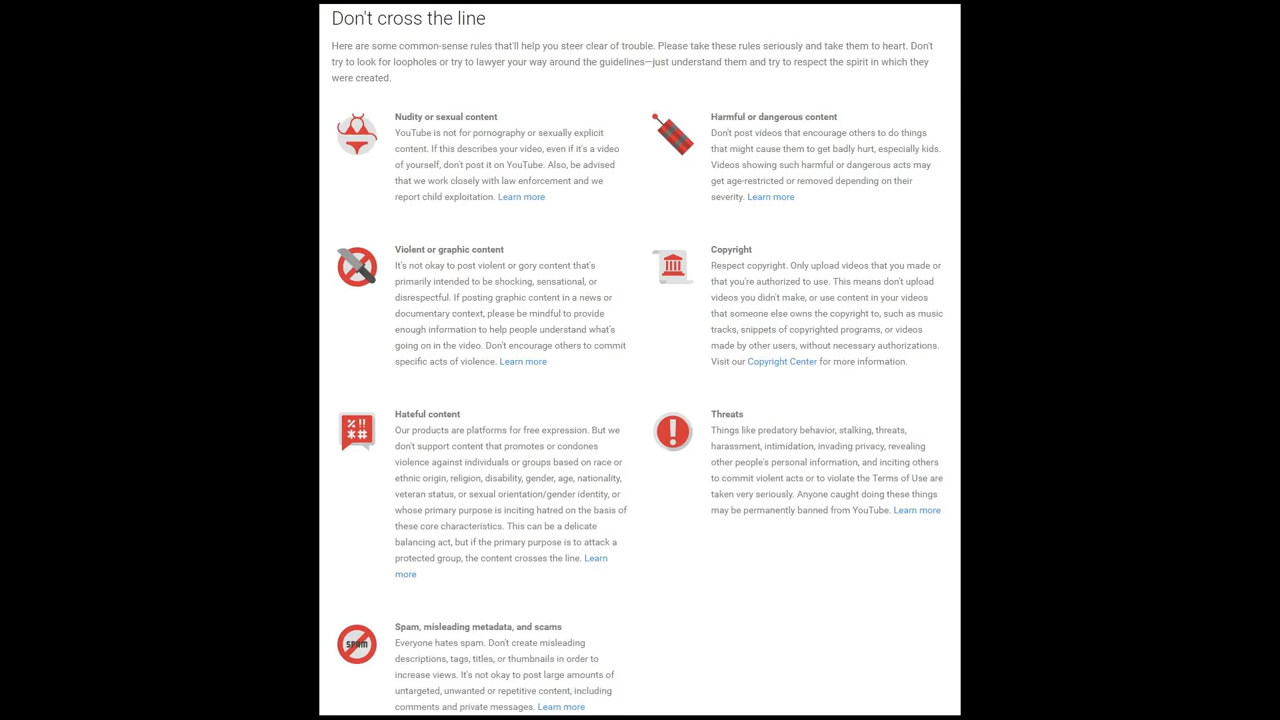 Don't cross the line
Here are some common-sense rules that'll help you steer clear of trouble. Please take these rules seriously and take them to heart. Don't
try to look for loopholes or try to lawyer your way around the guidelines—just understand them and try to respect the spirit in which they
were created.
Nudity or sexual content
YouTube is not for pornography or sexually explicit
content. If this describes your video, even if it's a video
of yourself, don't post it on YouTube. Also, be advised
that we work closely with law enforcement and we
report child exploitation. Learn more
Harmful or dangerous content
Don't post videos that encourage others to do things
that might cause them to get badly hurt, especially kids.
Videos showing such harmful or dangerous acts may
get age-restricted or removed depending on their
severity. Learn more
Violent or graphic content
It's not okay to post violent or gory content that's
primarily intended to be shocking, sensational, or
disrespectful. If posting graphic content in a news or
documentary context, please be mindful to provide
enough information to help people understand what's
going on in the video. Don't encourage others to commit
specific acts of violence. Learn more
Copyright
Respect copyright. Only upload videos that you made or
that you're authorized to use. This means don't upload
videos you didn't make, or use content in your videos
that someone else owns the copyright to, such as music
tracks, snippets of copyrighted programs, or videos
made by other users, without necessary authorizations.
Visit our Copyright Center for more information.
%!!
**#
Hateful content
Our products are platforms for free expression. But we
don't support content that promotes or condones
violence against individuals or groups based on race or
ethnic origin, religion, disability, gender, age, nationality,
veteran status, or sexual orientation/gender identity, or
whose primary purpose is inciting hatred on the basis of
these core characteristics. This can be a delicate
balancing act, but if the primary purpose is to attack a
protected group, the content crosses the line. Learn
more
!
Threats
Things like predatory behavior, stalking, threats,
harassment, intimidation, invading privacy, revealing
other people's personal information, and inciting others
to commit violent acts or to violate the Terms of Use are
taken very seriously. Anyone caught doing these things
may be permanently banned from YouTube. Learn more
SPAM
Spam, misleading metadata, and scams
Everyone hates spam. Don't create misleading
descriptions, tags, titles, or thumbnails in order to
increase views. It's not okay to post large amounts of
untargeted, unwanted or repetitive content, including
comments and private messages. Learn more